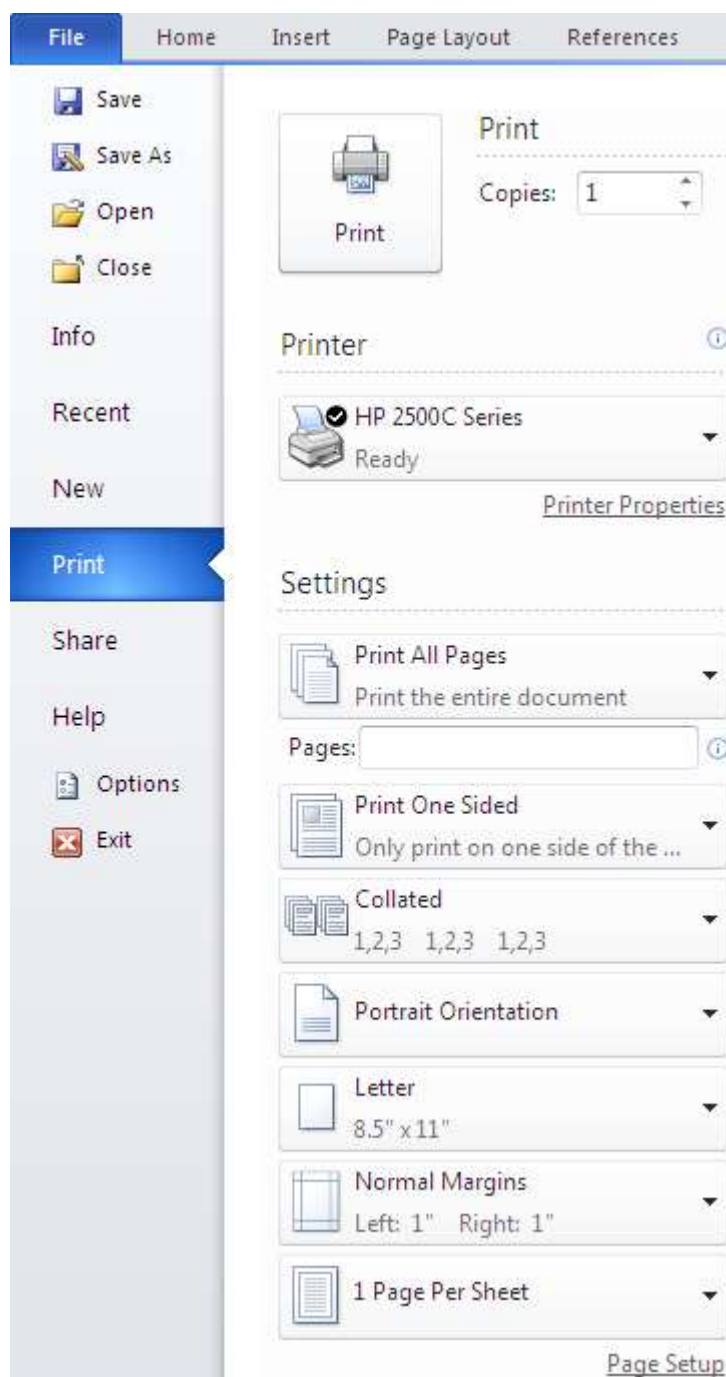 File Home Insert Page Layout References
Save
Save As
Open
Close
Info
Recent
New
Print
Share
Help
Options
Exit
Print
Print
Copies: 1
Printer
HP 2500C Series
Ready
Printer Properties
Settings
Print All Pages
Print the entire document
Pages:
Print One Sided
Only print on one side of the ...
Collated
1,2,3 1,2,3 1,2,3
Portrait Orientation
Letter
8.5" x 11"
Normal Margins
Left: 1" Right: 1"
1 Page Per Sheet
Page Setup